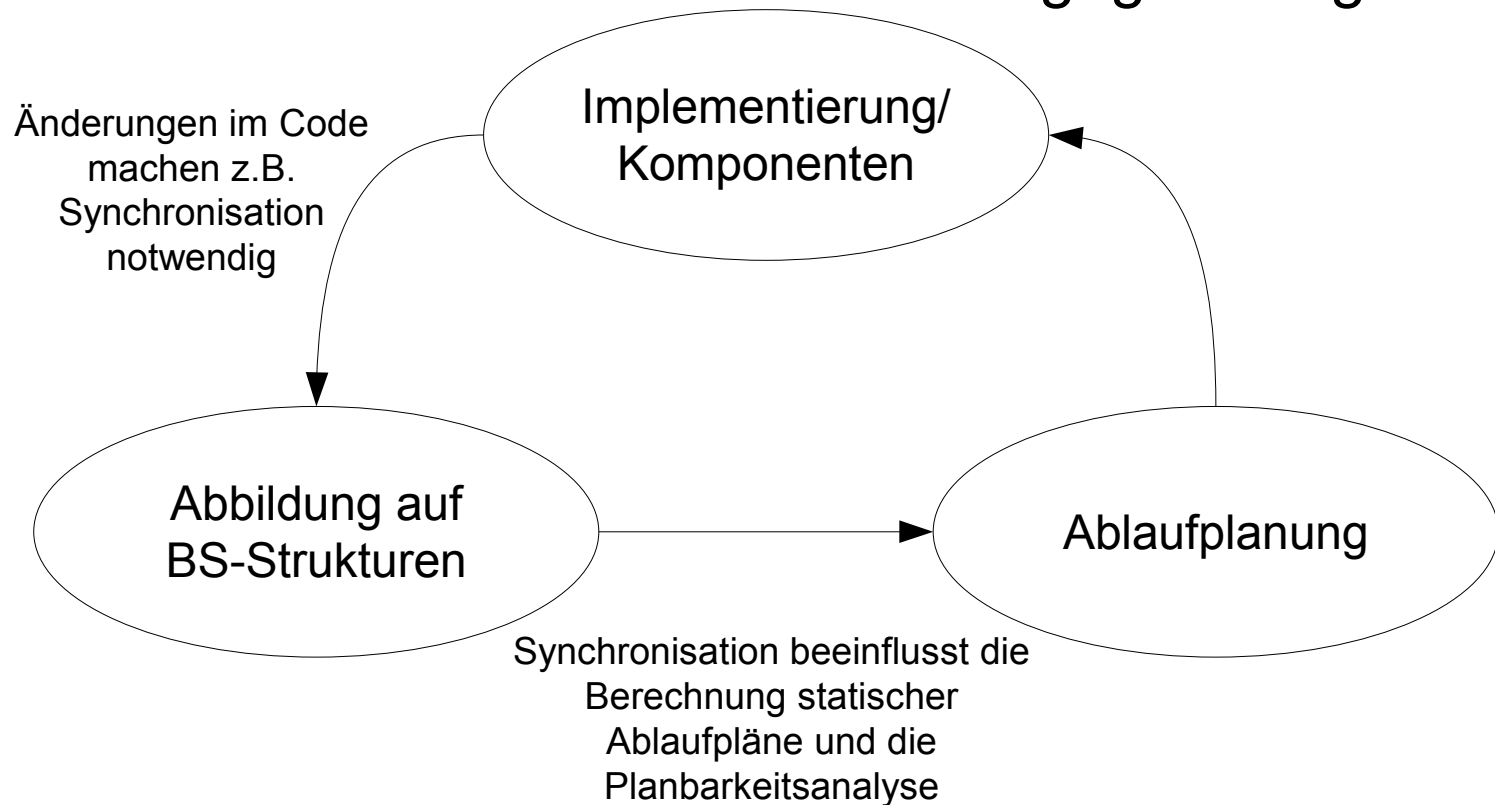 Implementierung/
Komponenten
Änderungen im Code
machen z.B.
Synchronisation
notwendig
Abbildung auf
BS-Strukturen
Ablaufplanung
Synchronisation beeinflusst die
Berechnung statischer
Ablaufpläne und die
Planbarkeitsanalyse